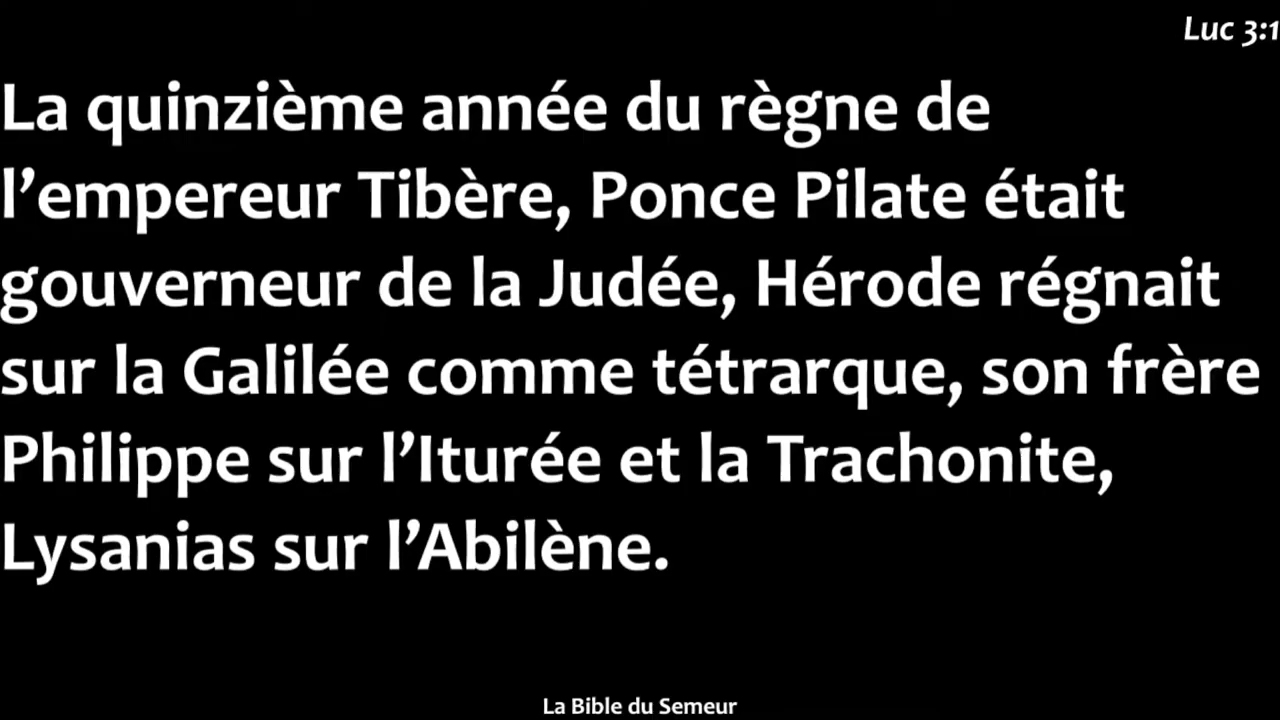 Luc 3:1
La quinzième année du règne de
l’empereur Tibère, Ponce Pilate était
gouverneur de la Judée, Hérode régnait
sur la Galilée comme tétrarque, son frère
Philippe sur l’Iturée et la Trachonite,
Lysanias sur l’Abilène.
La Bible du Semeur